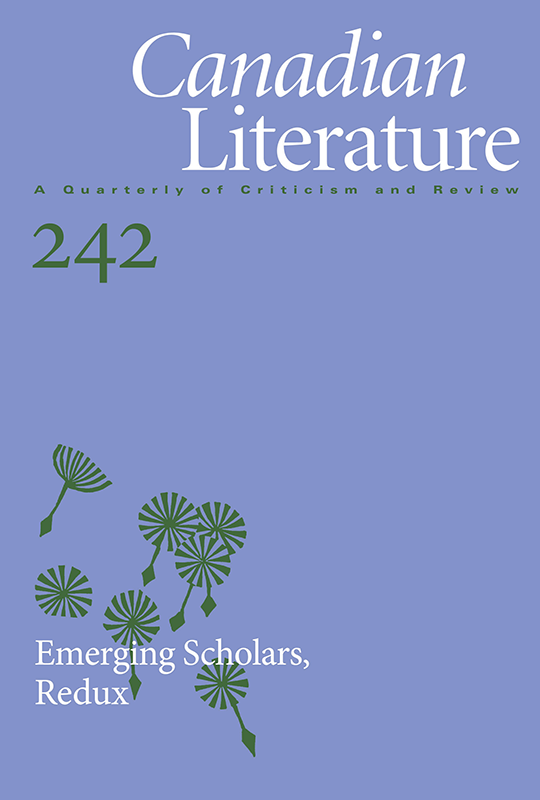 Canadian
Literature
A Quarterly of Criticism and Review
242
Emerging Scholars,
Redux